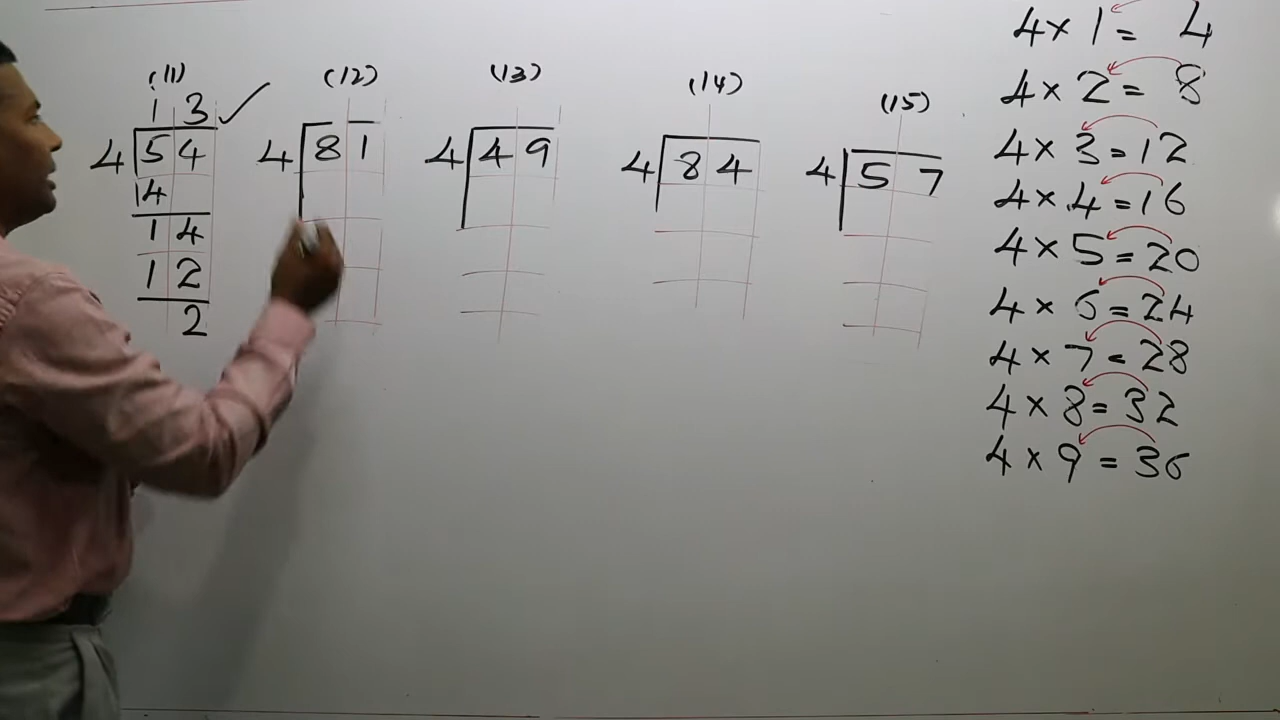 (11) (12) (13) (14) (15)
1 3
4 5 4
4
1 4
1 2
2
4 8 1
4 4 9
4 8 4
4 5 7
4 × 1 = 4
4 × 2 = 8
4 × 3 = 12
4 × 4 = 16
4 × 5 = 20
4 × 6 = 24
4 × 7 = 28
4 × 8 = 32
4 × 9 = 36